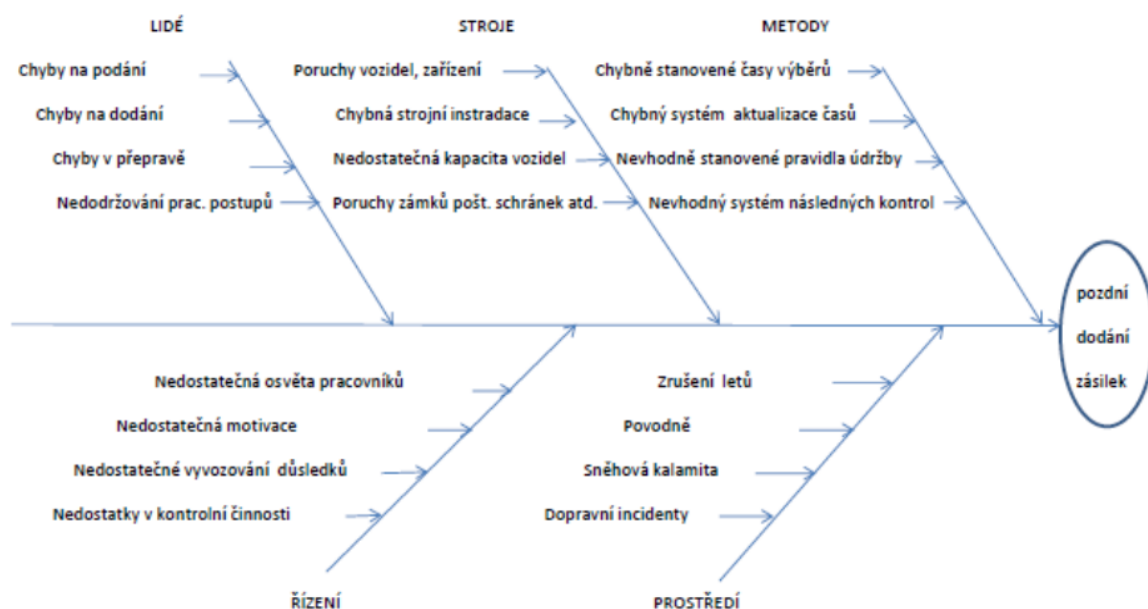 LIDÉ
STROJE
METODY
Chyby na podání
Poruchy vozidel, zařízení
Chybně stanovené časy výběrů
Chyby na dodání
Chybná strojní instradace
Chybný systém aktualizace časů
Chyby v přepravě
Nedostatečná kapacita vozidel
Nevhodně stanovené pravidla údržby
Nedodržování prac. postupů
Poruchy zámků pošt. schránek atd.
Nevhodný systém následných kontrol
pozdní
dodání
zásilek
Nedostatečná osvěta pracovníků
Zrušení letů
Nedostatečná motivace
Povodně
Nedostatečné vyvozování důsledků
Sněhová kalamita
Nedostatky v kontrolní činnosti
Dopravní incidenty
ŘÍZENÍ
PROSTŘEDÍ